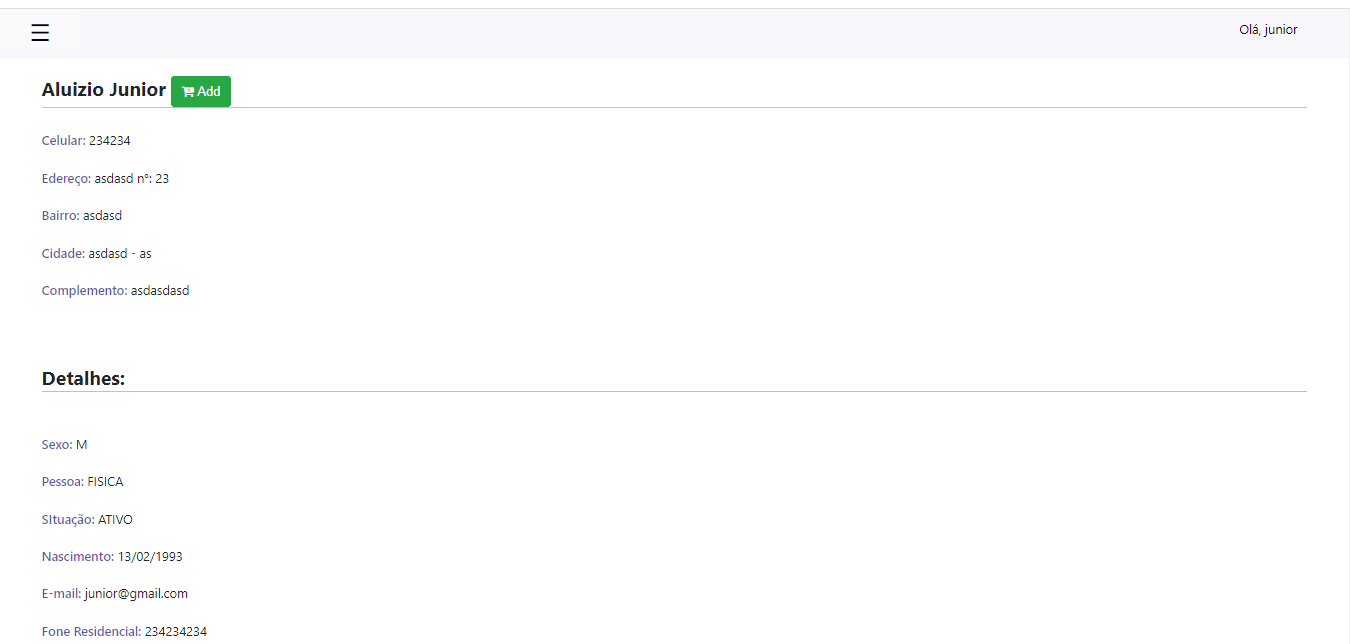 Olá, junior
Aluizio Junior Add
Celular: 234234
Edereço: asdasd nº: 23
Bairro: asdasd
Cidade: asdasd - as
Complemento: asdasdasd
Detalhes:
Sexo: M
Pessoa: FISICA
SItuação: ATIVO
Nascimento: 13/02/1993
E-mail: junior@gmail.com
Fone Residencial: 234234234